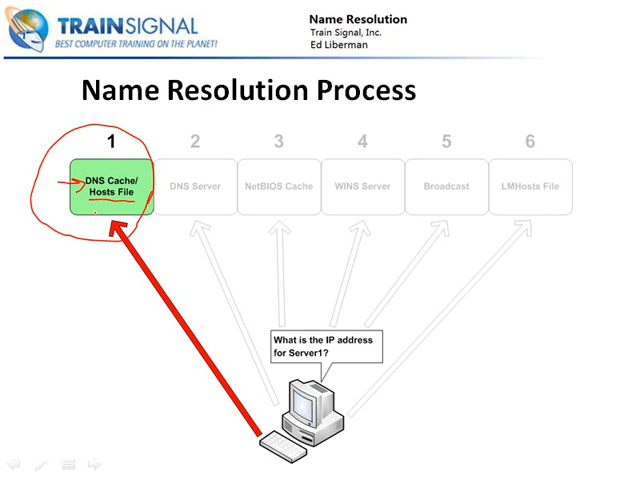 TRAINSIGNAL
BEST COMPUTER TRAINING ON THE PLANET!
Name Resolution
Train Signal, Inc.
Ed Liberman
Name Resolution Process
1 2 3 4 5 6
DNS Cache/
Hosts File
DNS Server
NetBIOS Cache
WINS Server
Broadcast
LMHosts File
What is the IP address
for Server1?